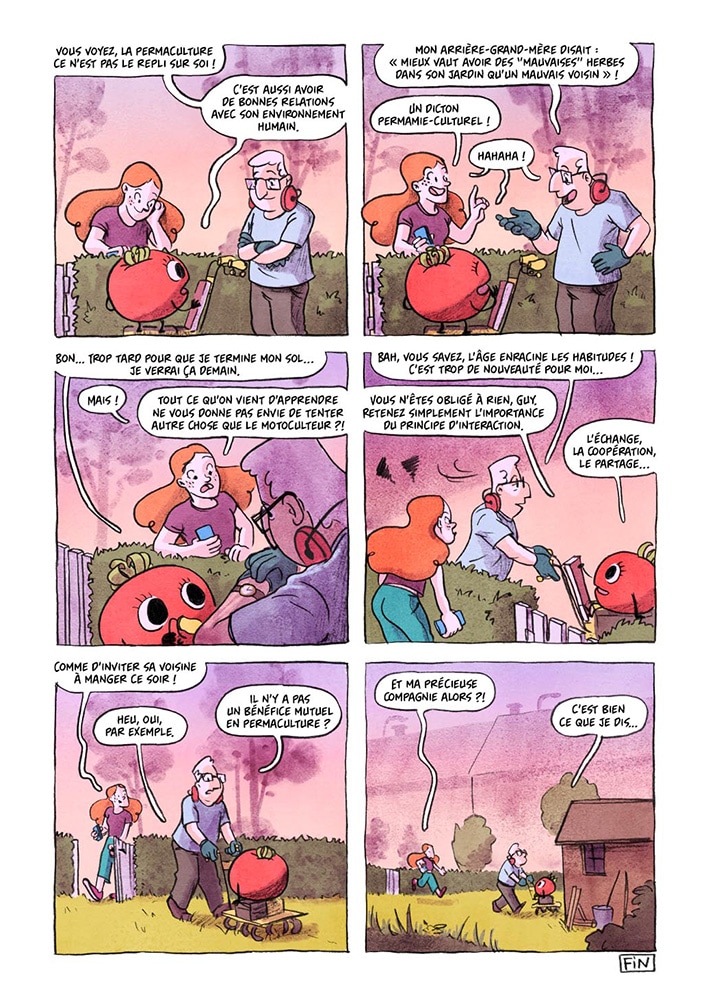 VOUS VOYEZ, LA PERMACULTURE
CE N'EST PAS LE REPLI SUR SOI !
C'EST AUSSI AVOIR
DE BONNES RELATIONS
AVEC SON ENVIRONNEMENT
HUMAIN.
MON ARRIÈRE-GRAND-MÈRE DISAIT :
« MIEUX VAUT AVOIR DES "MAUVAISES" HERBES
DANS SON JARDIN QU'UN MAUVAIS VOISIN » !
UN DICTON
PERMAMIE-CULTUREL !
HAHAHA !
BON... TROP TARD POUR QUE JE TERMINE MON SOL...
JE VERRAI ÇA DEMAIN.
MAIS !
TOUT CE QU'ON VIENT D'APPRENDRE
NE VOUS DONNE PAS ENVIE DE TENTER
AUTRE CHOSE QUE LE MOTOCULTEUR ?!
BAH, VOUS SAVEZ, L'ÂGE ENRACINE LES HABITUDES !
C'EST TROP DE NOUVEAUTÉ POUR MOI...
VOUS N'ÊTES OBLIGÉ À RIEN, GUY.
RETENEZ SIMPLEMENT L'IMPORTANCE
DU PRINCIPE D'INTERACTION.
L'ÉCHANGE,
LA COOPÉRATION,
LE PARTAGE...
COMME D'INVITER SA VOISINE
À MANGER CE SOIR !
HEU, OUI,
PAR EXEMPLE.
IL N'Y A PAS
UN BÉNÉFICE MUTUEL
EN PERMACULTURE ?
ET MA PRÉCIEUSE
COMPAGNIE ALORS ?!
C'EST BIEN
CE QUE JE DIS...
FIN